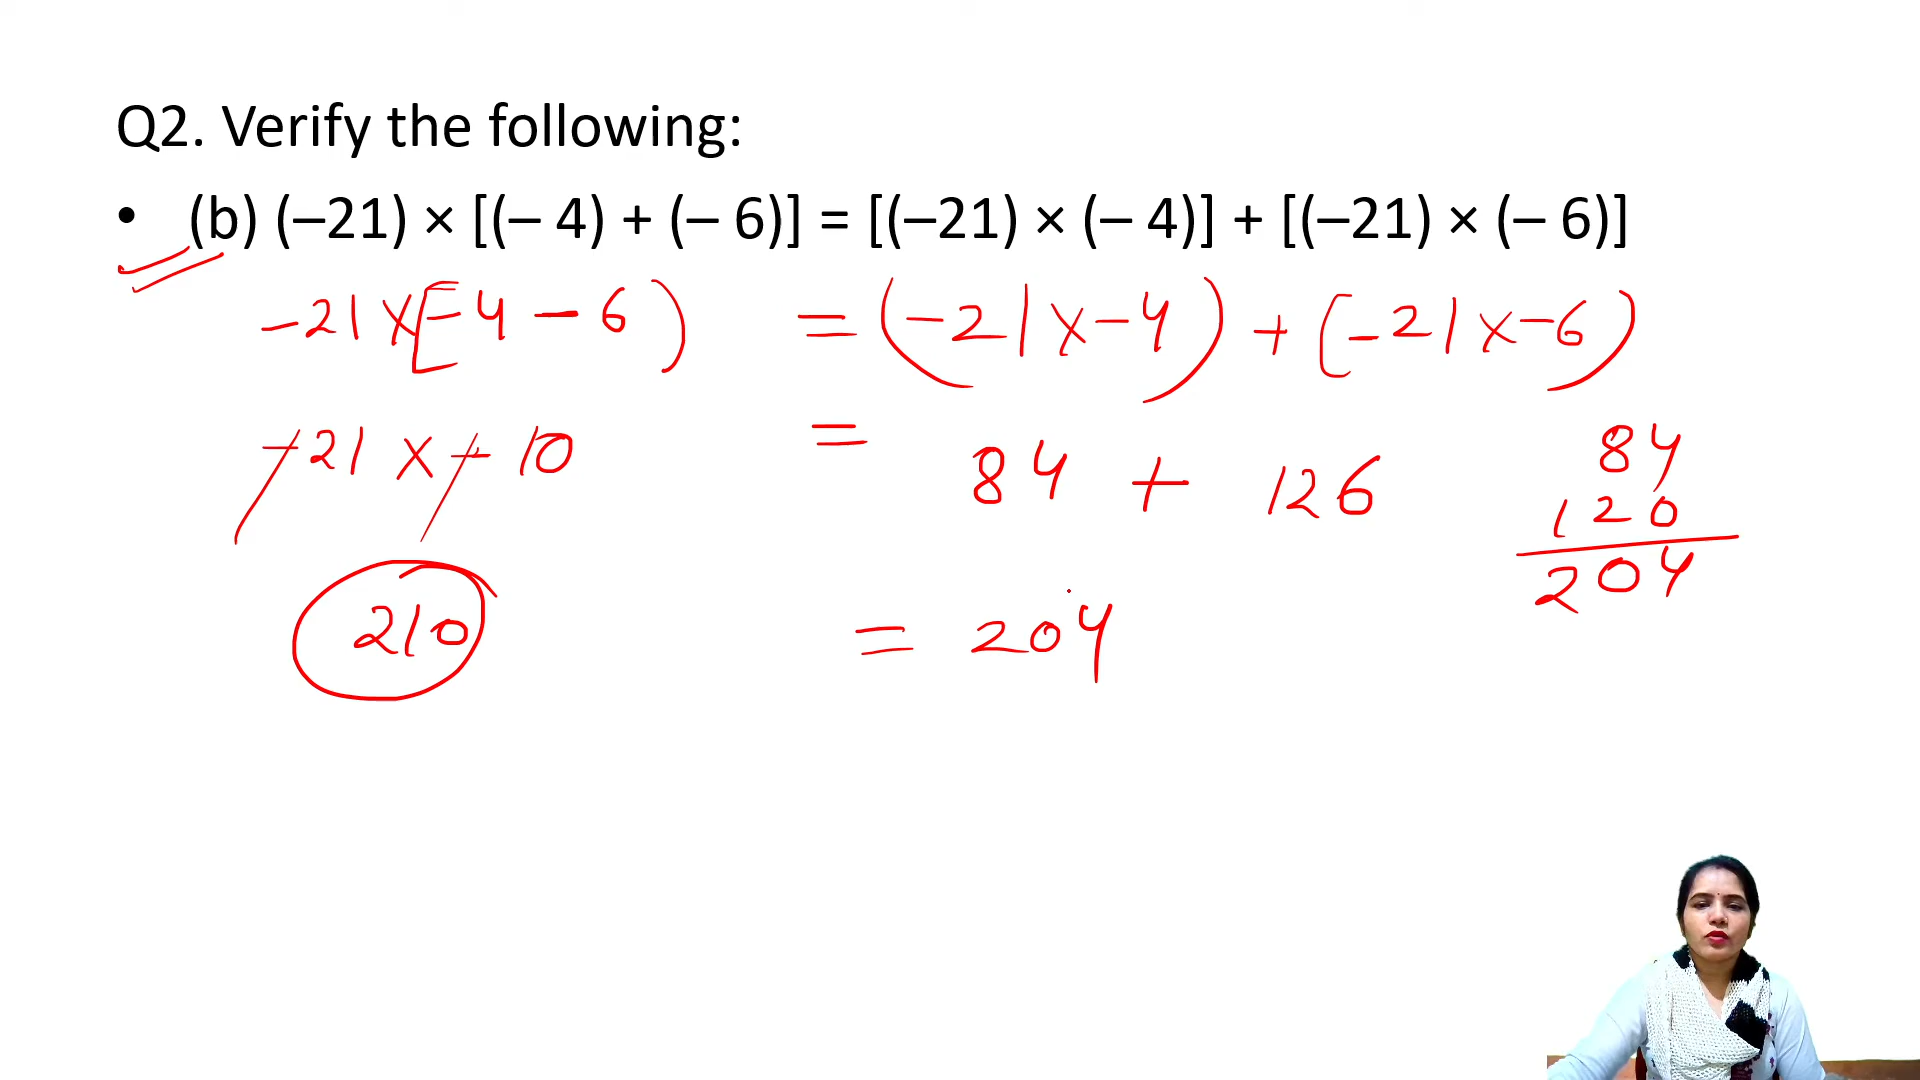 Q2. Verify the following:
• (b) (–21) × [(– 4) + (– 6)] = [(–21) × (– 4)] + [(–21) × (– 6)]
-21 x [-4 - 6) = (-21 x -4) + [-21 x -6)
-21 x - 10 = 84 + 126
84
120
204
210 = 204